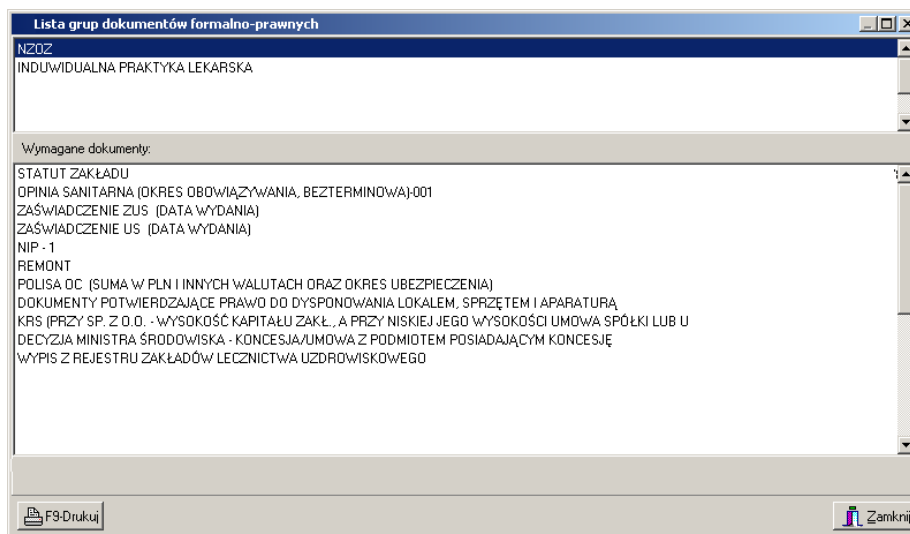 Lista grup dokumentów formalno-prawnych
NZOZ
INDUWIDUALNA PRAKTYKA LEKARSKA
Wymagane dokumenty:
STATUT ZAKŁADU
OPINIA SANITARNA (OKRES OBOWIĄZYWANIA, BEZTERMINOWA)-001
ZAŚWIADCZENIE ZUS (DATA WYDANIA)
ZAŚWIADCZENIE US (DATA WYDANIA)
NIP - 1
REMONT
POLISA OC (SUMA W PLN I INNYCH WALUTACH ORAZ OKRES UBEZPIECZENIA)
DOKUMENTY POTWIERDZAJĄCE PRAWO DO DYSPONOWANIA LOKALEM, SPRZĘTEM I APARATURĄ
KRS (PRZY SP. Z O.O. - WYSOKOŚĆ KAPITAŁU ZAKŁ., A PRZY NISKIEJ JEGO WYSOKOŚCI UMOWA SPÓŁKI LUB U
DECYZJA MINISTRA ŚRODOWISKA - KONCESJA/UMOWA Z PODMIOTEM POSIADAJĄCYM KONCESJĘ
WYPIS Z REJESTRU ZAKŁADÓW LECZNICTWA UZDROWISKOWEGO
F9-Drukuj
Zamknij